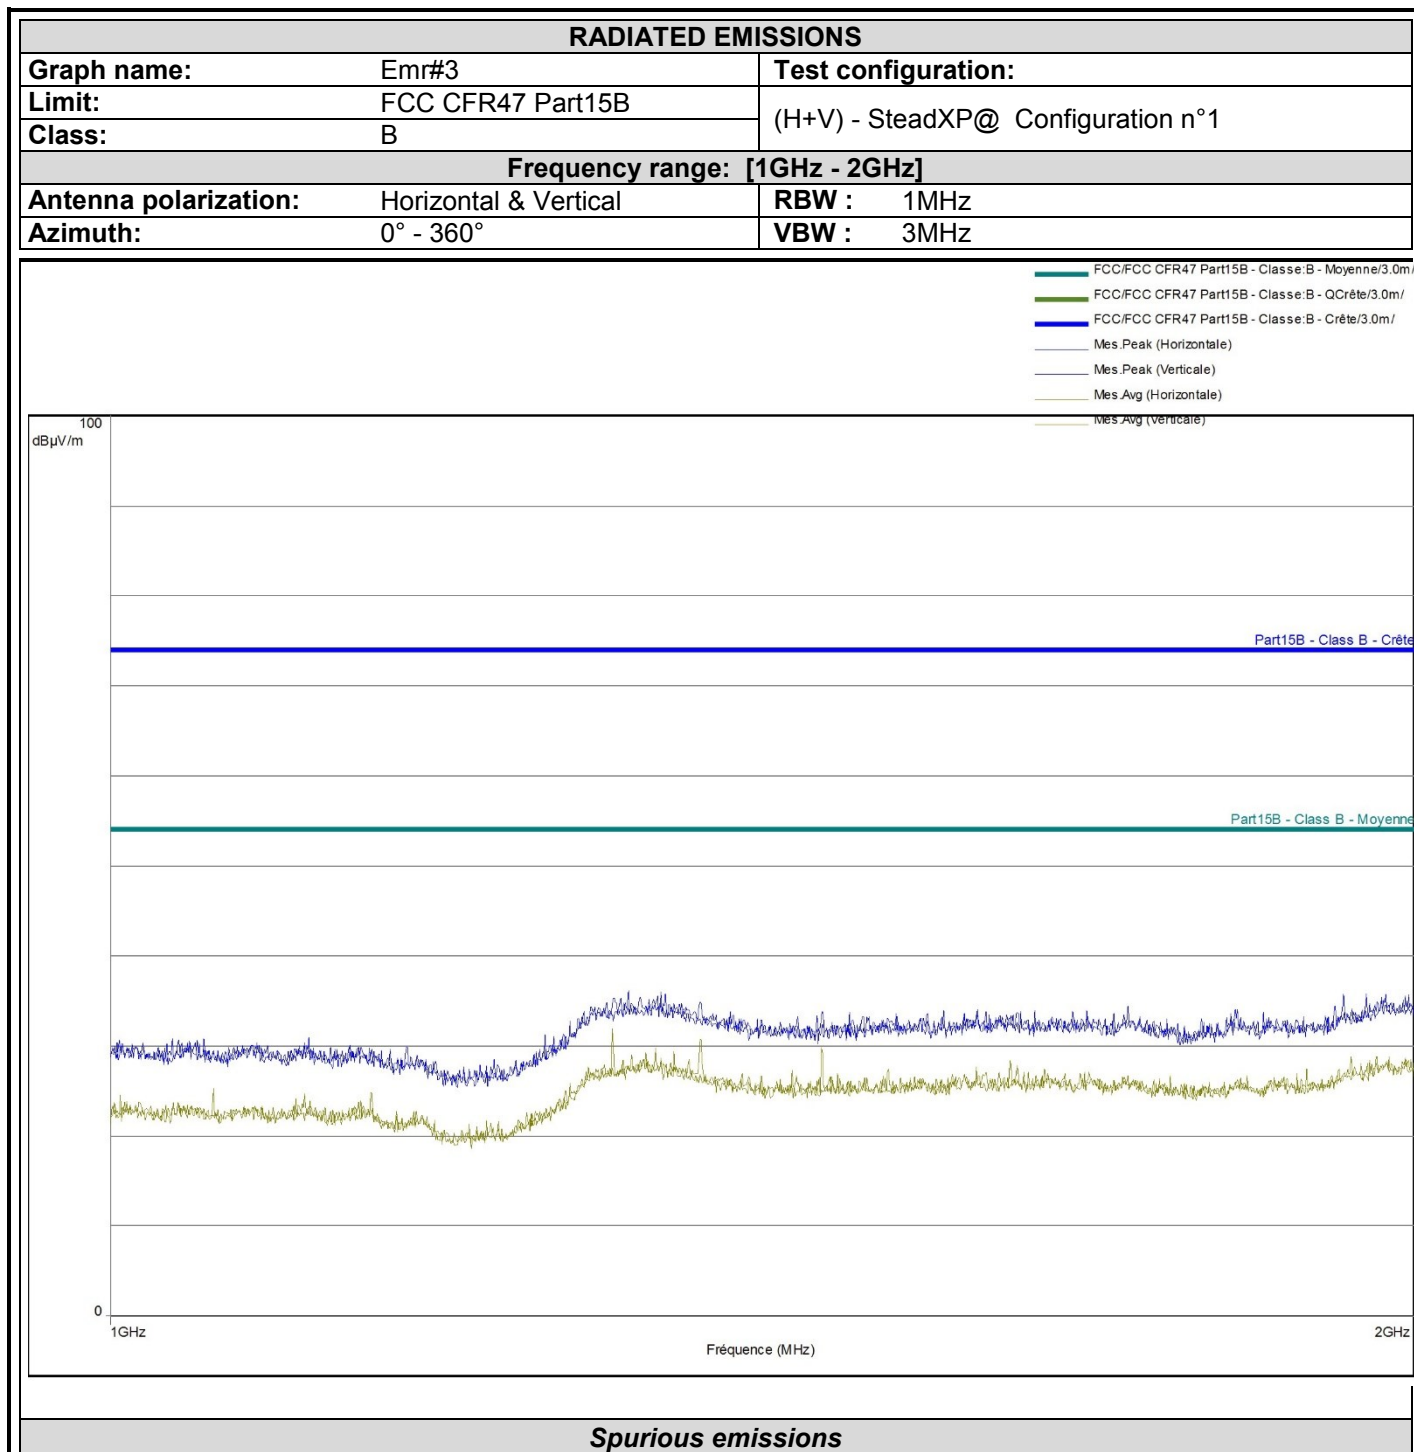 RADIATED EMISSIONS
Graph name: Emr#3 Test configuration:
Limit: FCC CFR47 Part15B
(H+V) - SteadXP@ Configuration n°1
Class: B
Frequency range: [1GHz - 2GHz]
Antenna polarization: Horizontal & Vertical RBW : 1MHz
Azimuth: 0° - 360° VBW : 3MHz
FCC/FCC CFR47 Part15B - Classe:B - Moyenne/3.0m/
FCC/FCC CFR47 Part15B - Classe:B - QCrête/3.0m/
FCC/FCC CFR47 Part15B - Classe:B - Crête/3.0m/
Mes.Peak (Horizontale)
Mes.Peak (Verticale)
Mes.Avg (Horizontale)
Mes.Avg (Verticale)
100
dBµV/m
Part15B - Class B - Crête
Part15B - Class B - Moyenne
0
1GHz 2GHz
Fréquence (MHz)
Spurious emissions